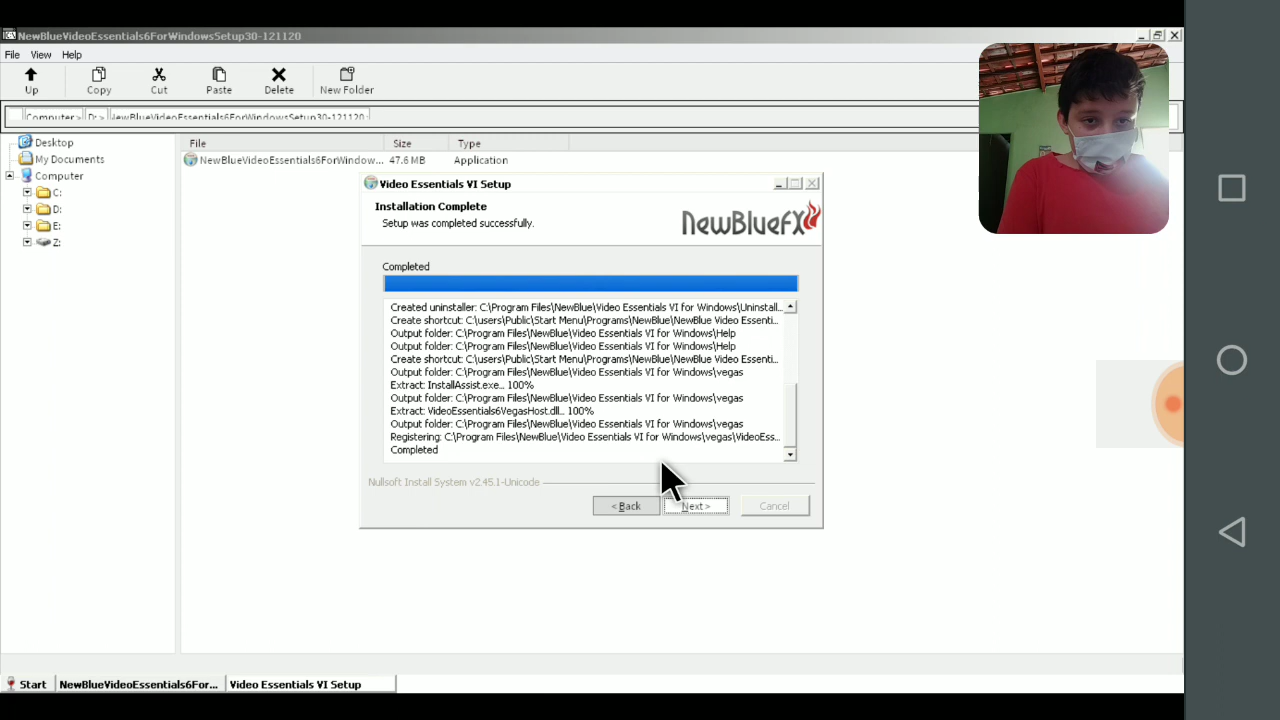 NewBlueVideoEssentials6ForWindowsSetup30-121120
File View Help
Up Copy Cut Paste Delete New Folder
Computer > D: > NewBlueVideoEssentials6ForWindowsSetup30-121120 :
Desktop
My Documents
Computer
C:
D:
E:
Z:
File Size Type
NewBlueVideoEssentials6ForWindow... 47.6 MB Application
Video Essentials VI Setup
Installation Complete
Setup was completed successfully.
NewBlueFX
Completed
Created uninstaller: C:\Program Files\NewBlue\Video Essentials VI for Windows\Uninstall...
Create shortcut: C:\users\Public\Start Menu\Programs\NewBlue\NewBlue Video Essenti...
Output folder: C:\Program Files\NewBlue\Video Essentials VI for Windows\Help
Output folder: C:\Program Files\NewBlue\Video Essentials VI for Windows\Help
Create shortcut: C:\users\Public\Start Menu\Programs\NewBlue\NewBlue Video Essenti...
Output folder: C:\Program Files\NewBlue\Video Essentials VI for Windows\vegas
Extract: InstallAssist.exe... 100%
Output folder: C:\Program Files\NewBlue\Video Essentials VI for Windows\vegas
Extract: VideoEssentials6VegasHost.dll... 100%
Output folder: C:\Program Files\NewBlue\Video Essentials VI for Windows\vegas
Registering: C:\Program Files\NewBlue\Video Essentials VI for Windows\vegas\VideoEss...
Completed
Nullsoft Install System v2.45.1-Unicode
< Back Next > Cancel
Start NewBlueVideoEssentials6For... Video Essentials VI Setup